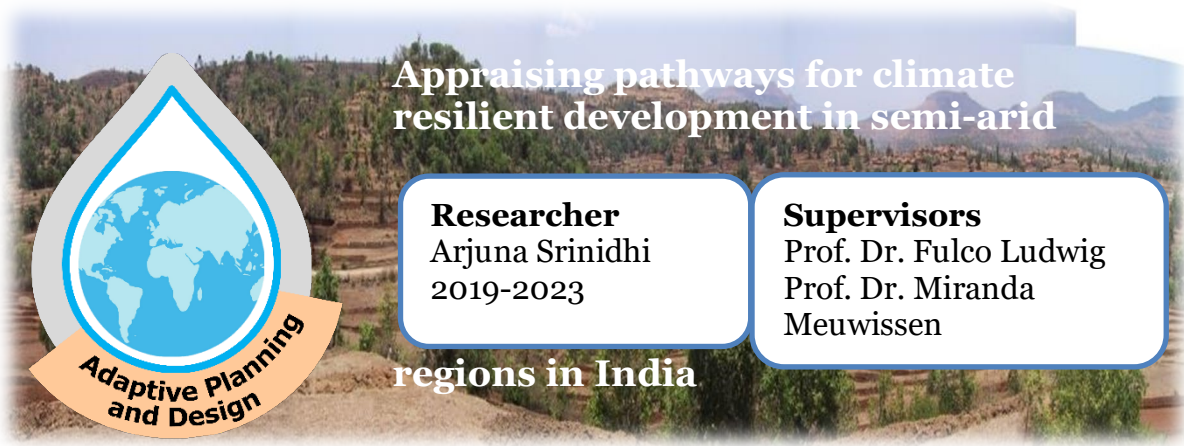 Appraising pathways for climate
resilient development in semi-arid
regions in India
Researcher
Arjuna Srinidhi
2019-2023
Supervisors
Prof. Dr. Fulco Ludwig
Prof. Dr. Miranda
Meuwissen
Adaptive Planning
and Design